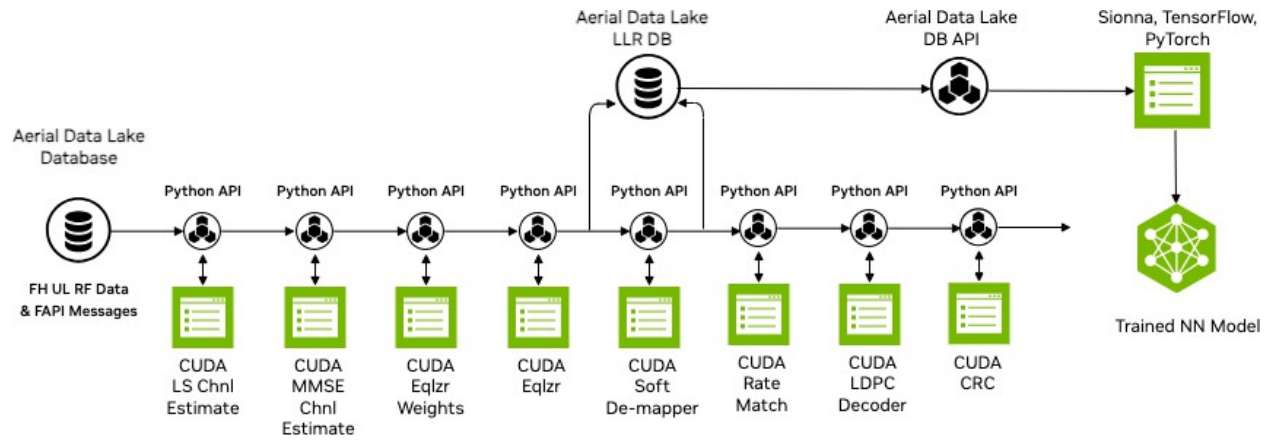 Aerial Data Lake
LLR DB
Aerial Data Lake
DB API
Sionna, TensorFlow,
PyTorch
Aerial Data Lake
Database
Python API
Python API
Python API
Python API
Python API
Python API
Python API
Python API
FH UL RF Data
& FAPI Messages
CUDA
LS Chnl
Estimate
CUDA
MMSE
Chnl
Estimate
CUDA
Eqlzr
Weights
CUDA
Eqlzr
CUDA
Soft
De-mapper
CUDA
Rate
Match
CUDA
LDPC
Decoder
CUDA
CRC
Trained NN Model